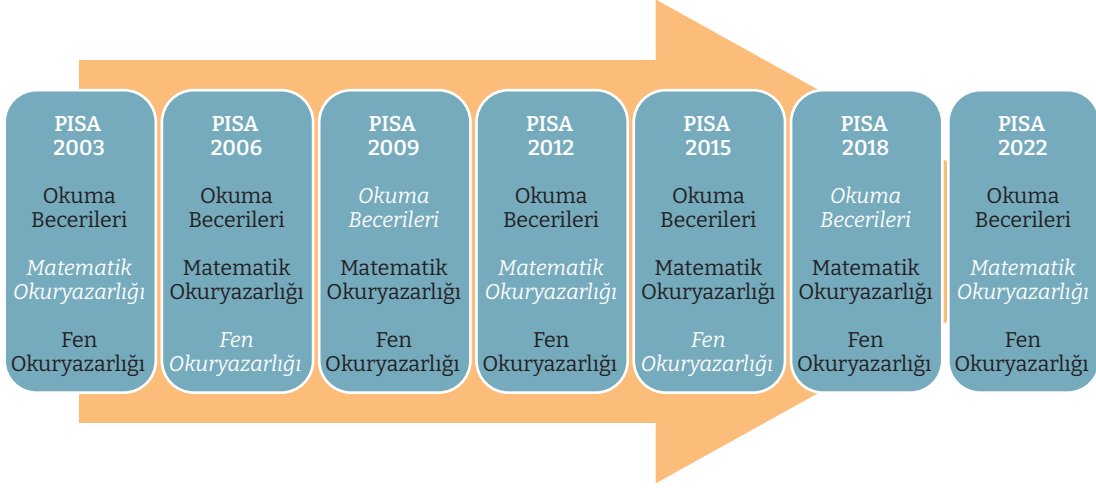 PISA
2003
Okuma
Becerileri
Matematik
Okuryazarlığı
Fen
Okuryazarlığı
PISA
2006
Okuma
Becerileri
Matematik
Okuryazarlığı
Fen
Okuryazarlığı
PISA
2009
Okuma
Becerileri
Matematik
Okuryazarlığı
Fen
Okuryazarlığı
PISA
2012
Okuma
Becerileri
Matematik
Okuryazarlığı
Fen
Okuryazarlığı
PISA
2015
Okuma
Becerileri
Matematik
Okuryazarlığı
Fen
Okuryazarlığı
PISA
2018
Okuma
Becerileri
Matematik
Okuryazarlığı
Fen
Okuryazarlığı
PISA
2022
Okuma
Becerileri
Matematik
Okuryazarlığı
Fen
Okuryazarlığı